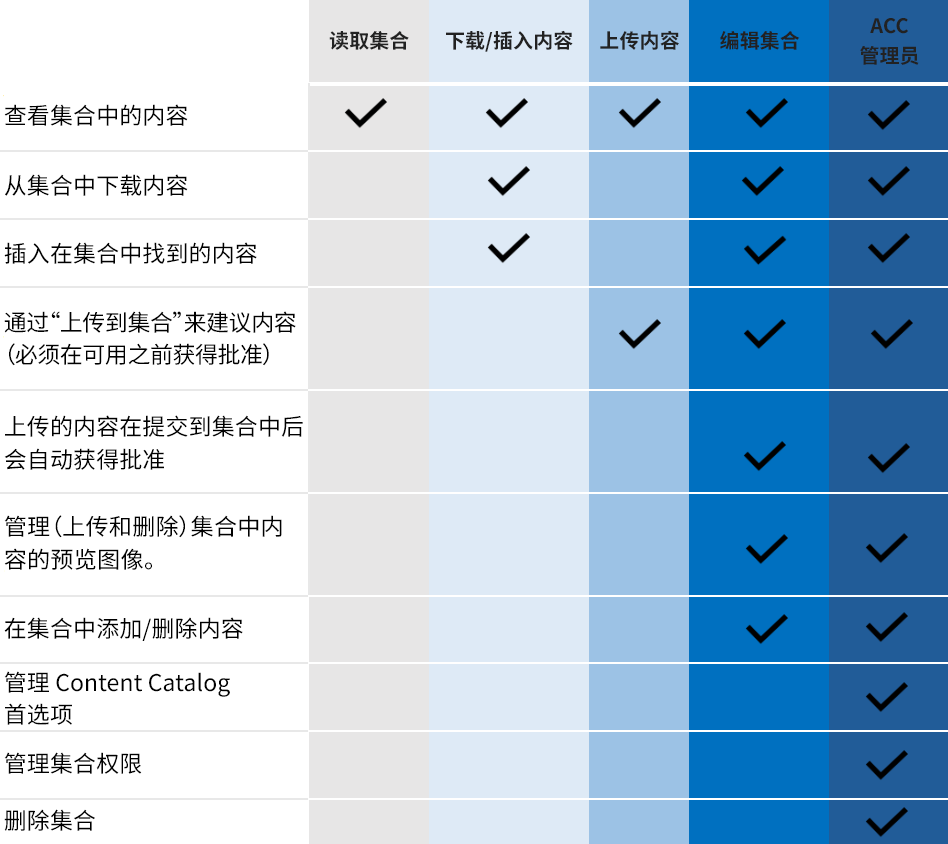 读取集合
下载/插入内容
上传内容
编辑集合
ACC
管理员
查看集合中的内容
从集合中下载内容
插入在集合中找到的内容
通过“上传到集合”来建议内容
（必须在可用之前获得批准）
上传的内容在提交到集合中后
会自动获得批准
管理（上传和删除）集合中内
容的预览图像。
在集合中添加/删除内容
管理 Content Catalog
首选项
管理集合权限
删除集合